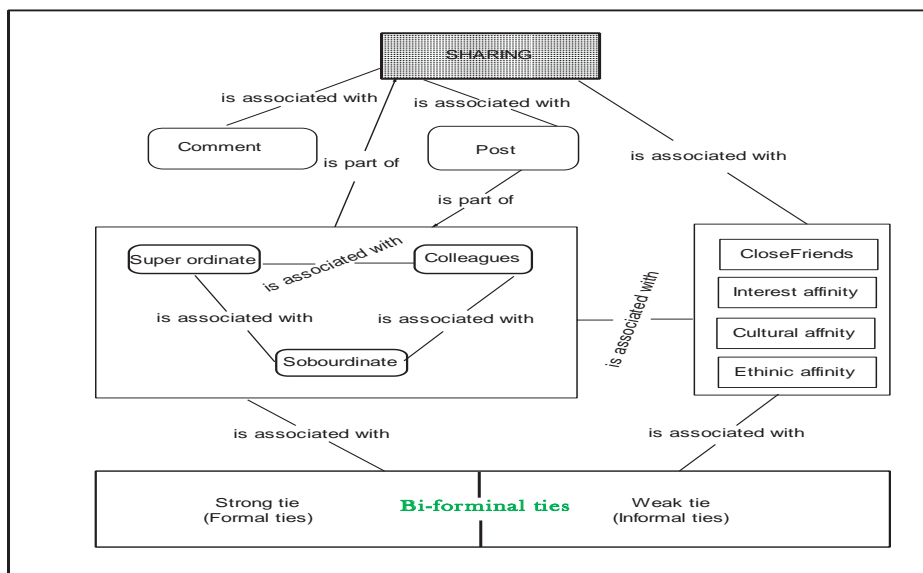 SHARING
is associated with
is associated with
Comment
Post
is part of
is associated with
is part of
Super ordinate
is associated with
Colleagues
is associated with
is associated with
Sobourdinate
is associated with
CloseFriends
Interest affinity
Cultural affnity
Ethinic affinity
is associated with
is associated with
Strong tie
(Formal ties)
Bi-forminal ties
Weak tie
(Informal ties)